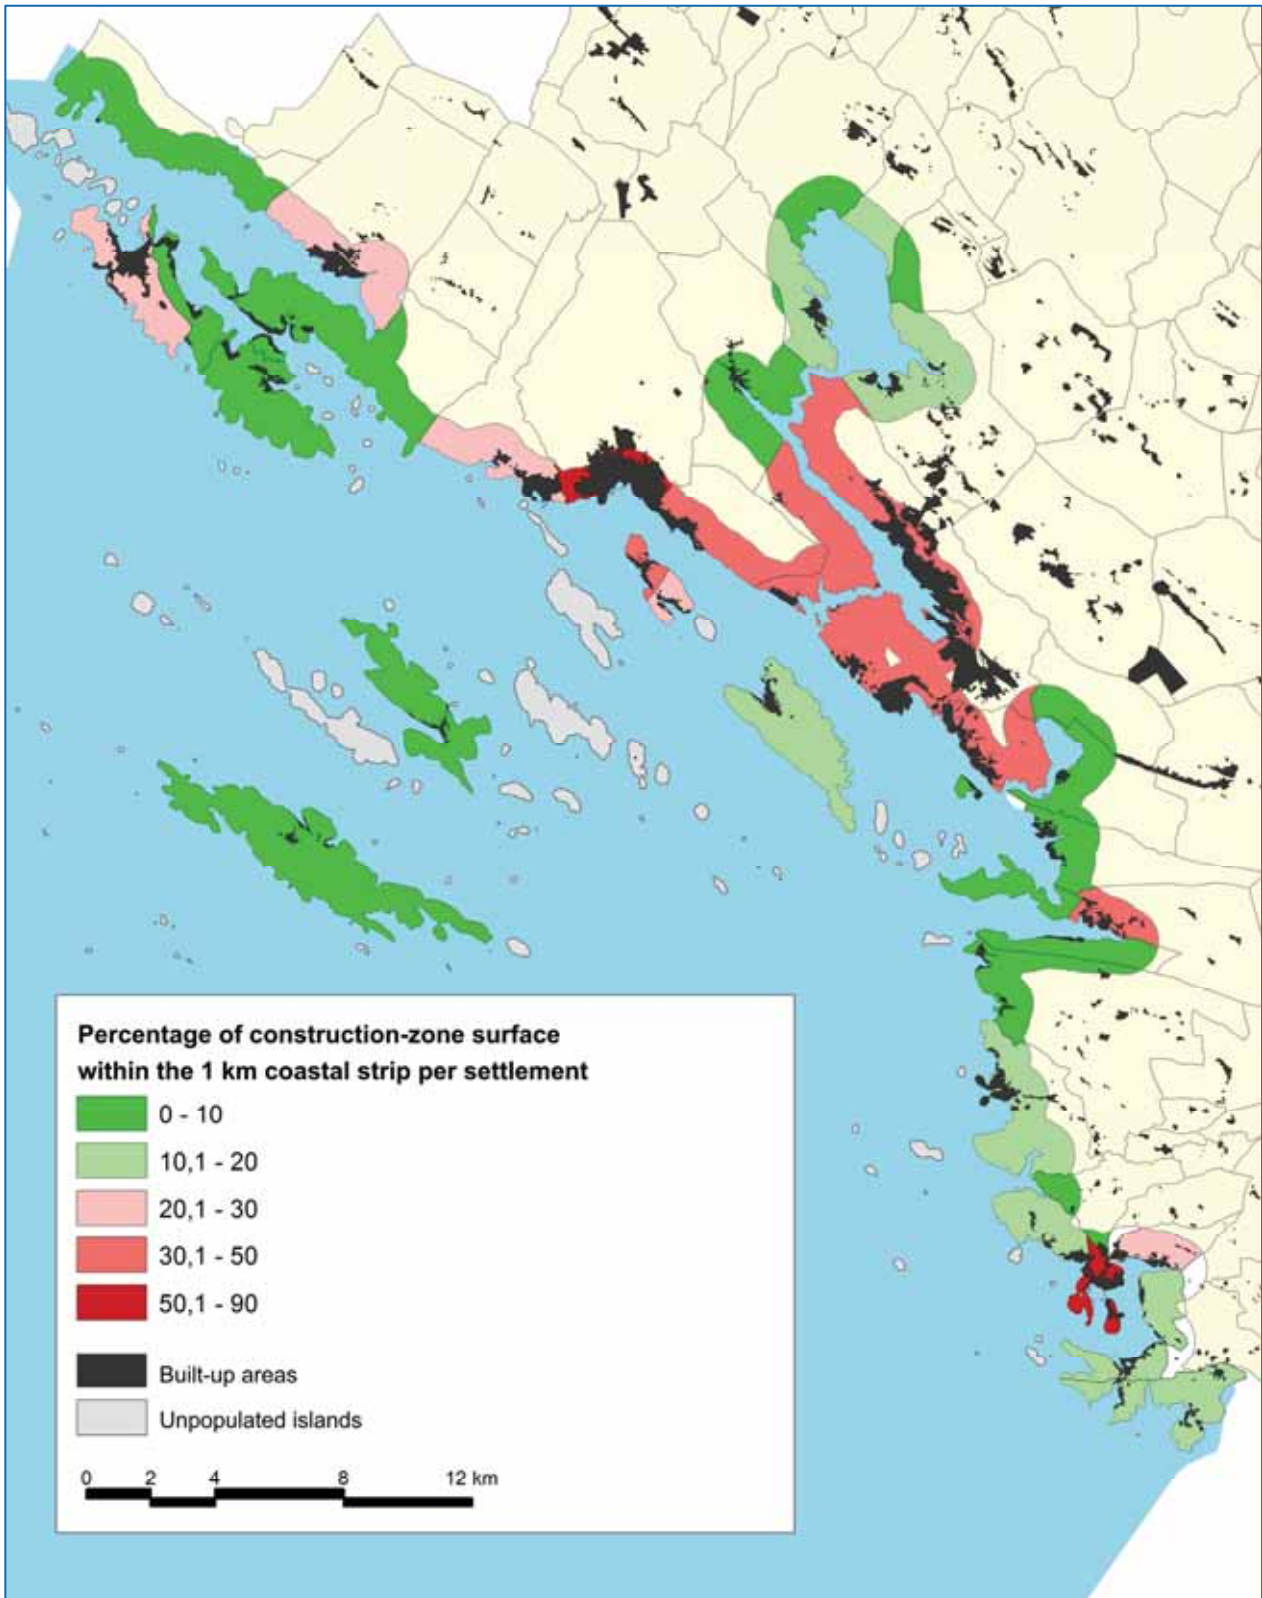 Percentage of construction-zone surface
within the 1 km coastal strip per settlement
0 - 10
10,1 - 20
20,1 - 30
30,1 - 50
50,1 - 90
Built-up areas
Unpopulated islands
0 2 4 8 12 km